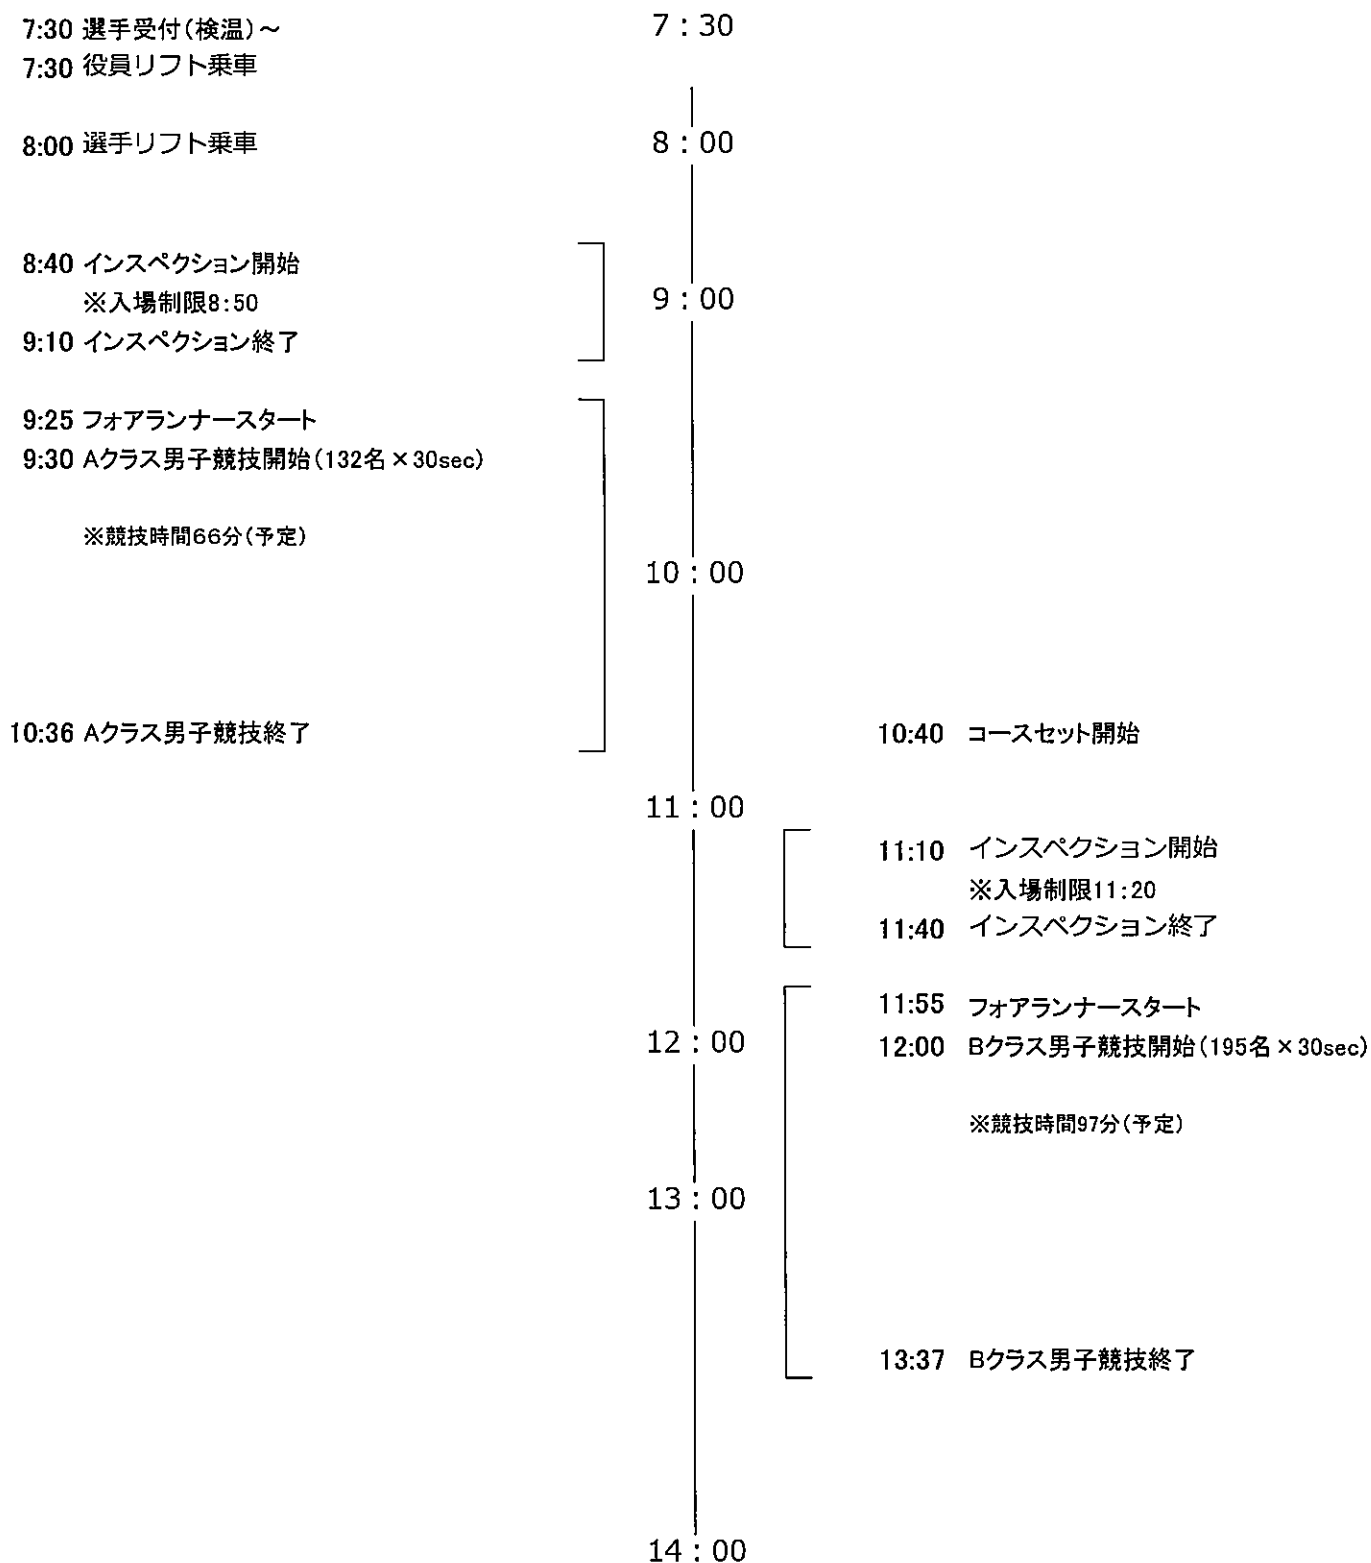 7:30 選手受付(検温)～
7:30 役員リフト乗車
8:00 選手リフト乗車
8:40 インスペクション開始
※入場制限8:50
9:10 インスペクション終了
9:25 フォアランナースタート
9:30 Aクラス男子競技開始(132名×30sec)
※競技時間66分(予定)
10:36 Aクラス男子競技終了
7:30
8:00
9:00
10:00
11:00
12:00
13:00
14:00
10:40 コースセット開始
11:10 インスペクション開始
※入場制限11:20
11:40 インスペクション終了
11:55 フォアランナースタート
12:00 Bクラス男子競技開始(195名×30sec)
※競技時間97分(予定)
13:37 Bクラス男子競技終了